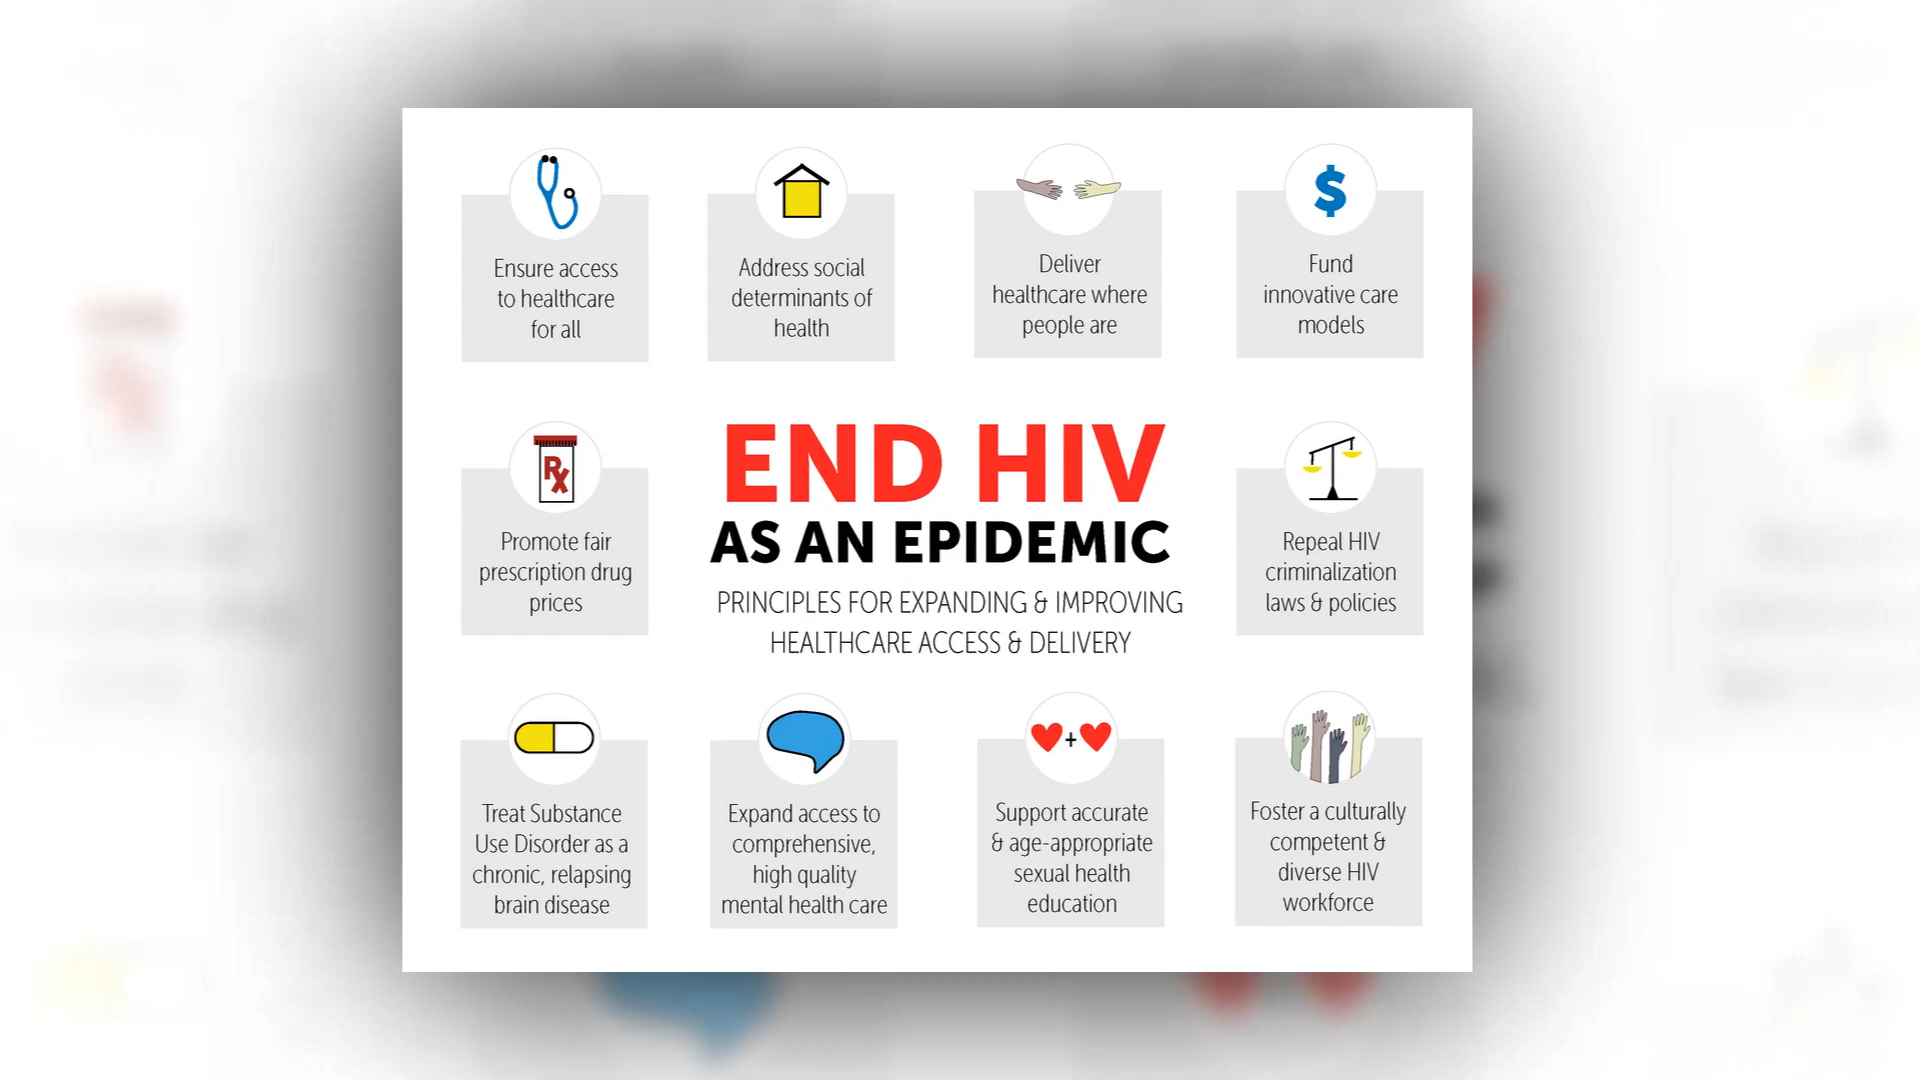 Ensure access
to healthcare
for all
Address social
determinants of
health
Deliver
healthcare where
people are
$
Fund
innovative care
models
Rx
Promote fair
prescription drug
prices
END HIV
AS AN EPIDEMIC
PRINCIPLES FOR EXPANDING & IMPROVING
HEALTHCARE ACCESS & DELIVERY
Repeal HIV
criminalization
laws & policies
Treat Substance
Use Disorder as a
chronic, relapsing
brain disease
Expand access to
comprehensive,
high quality
mental health care
+
Support accurate
& age-appropriate
sexual health
education
Foster a culturally
competent &
diverse HIV
workforce